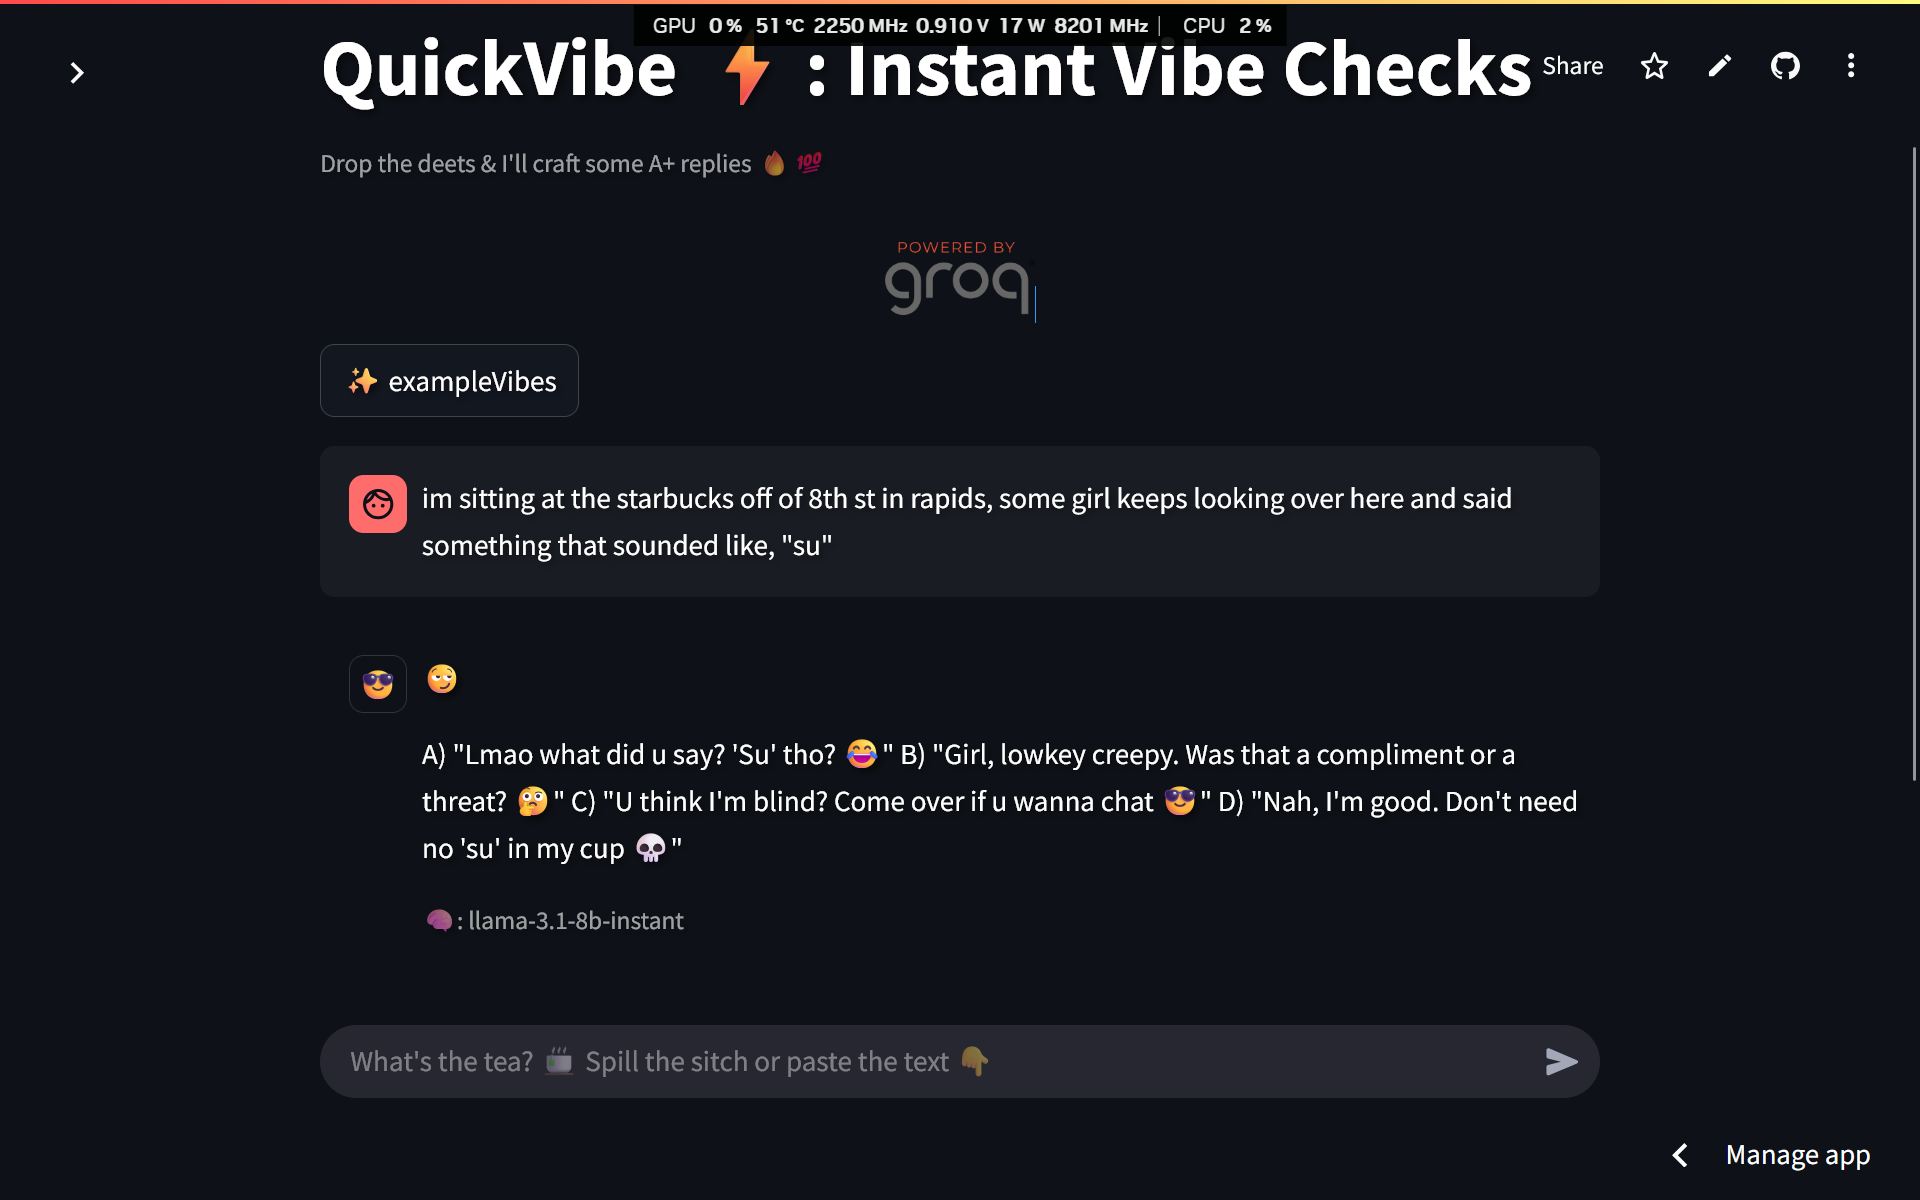 GPU 0% 51°C 2250 MHz 0.910 V 17 W 8201 MHz | CPU 2%
QuickVibe ⚡ : Instant Vibe Checks
Share
Drop the deets & I'll craft some A+ replies 🔥 💯
POWERED BY
groq
✨ exampleVibes
im sitting at the starbucks off of 8th st in rapids, some girl keeps looking over here and said
something that sounded like, "su"
😏
A) "Lmao what did u say? 'Su' tho? 😂" B) "Girl, lowkey creepy. Was that a compliment or a
threat? 🤔" C) "U think I'm blind? Come over if u wanna chat 😎" D) "Nah, I'm good. Don't need
no 'su' in my cup 💀"
🧠: llama-3.1-8b-instant
What's the tea? 🍵 Spill the sitch or paste the text 👇
Manage app